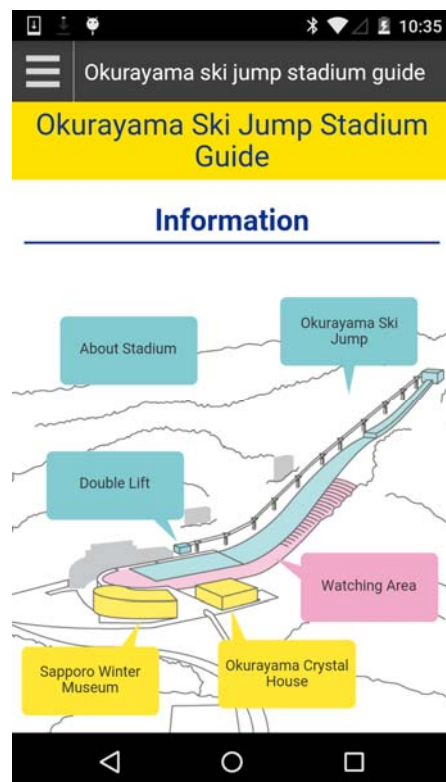 10:35
Okurayama ski jump stadium guide
Okurayama Ski Jump Stadium
Guide
Information
Okurayama Ski
Jump
About Stadium
Double Lift
Watching Area
Sapporo Winter
Museum
Okurayama Crystal
House